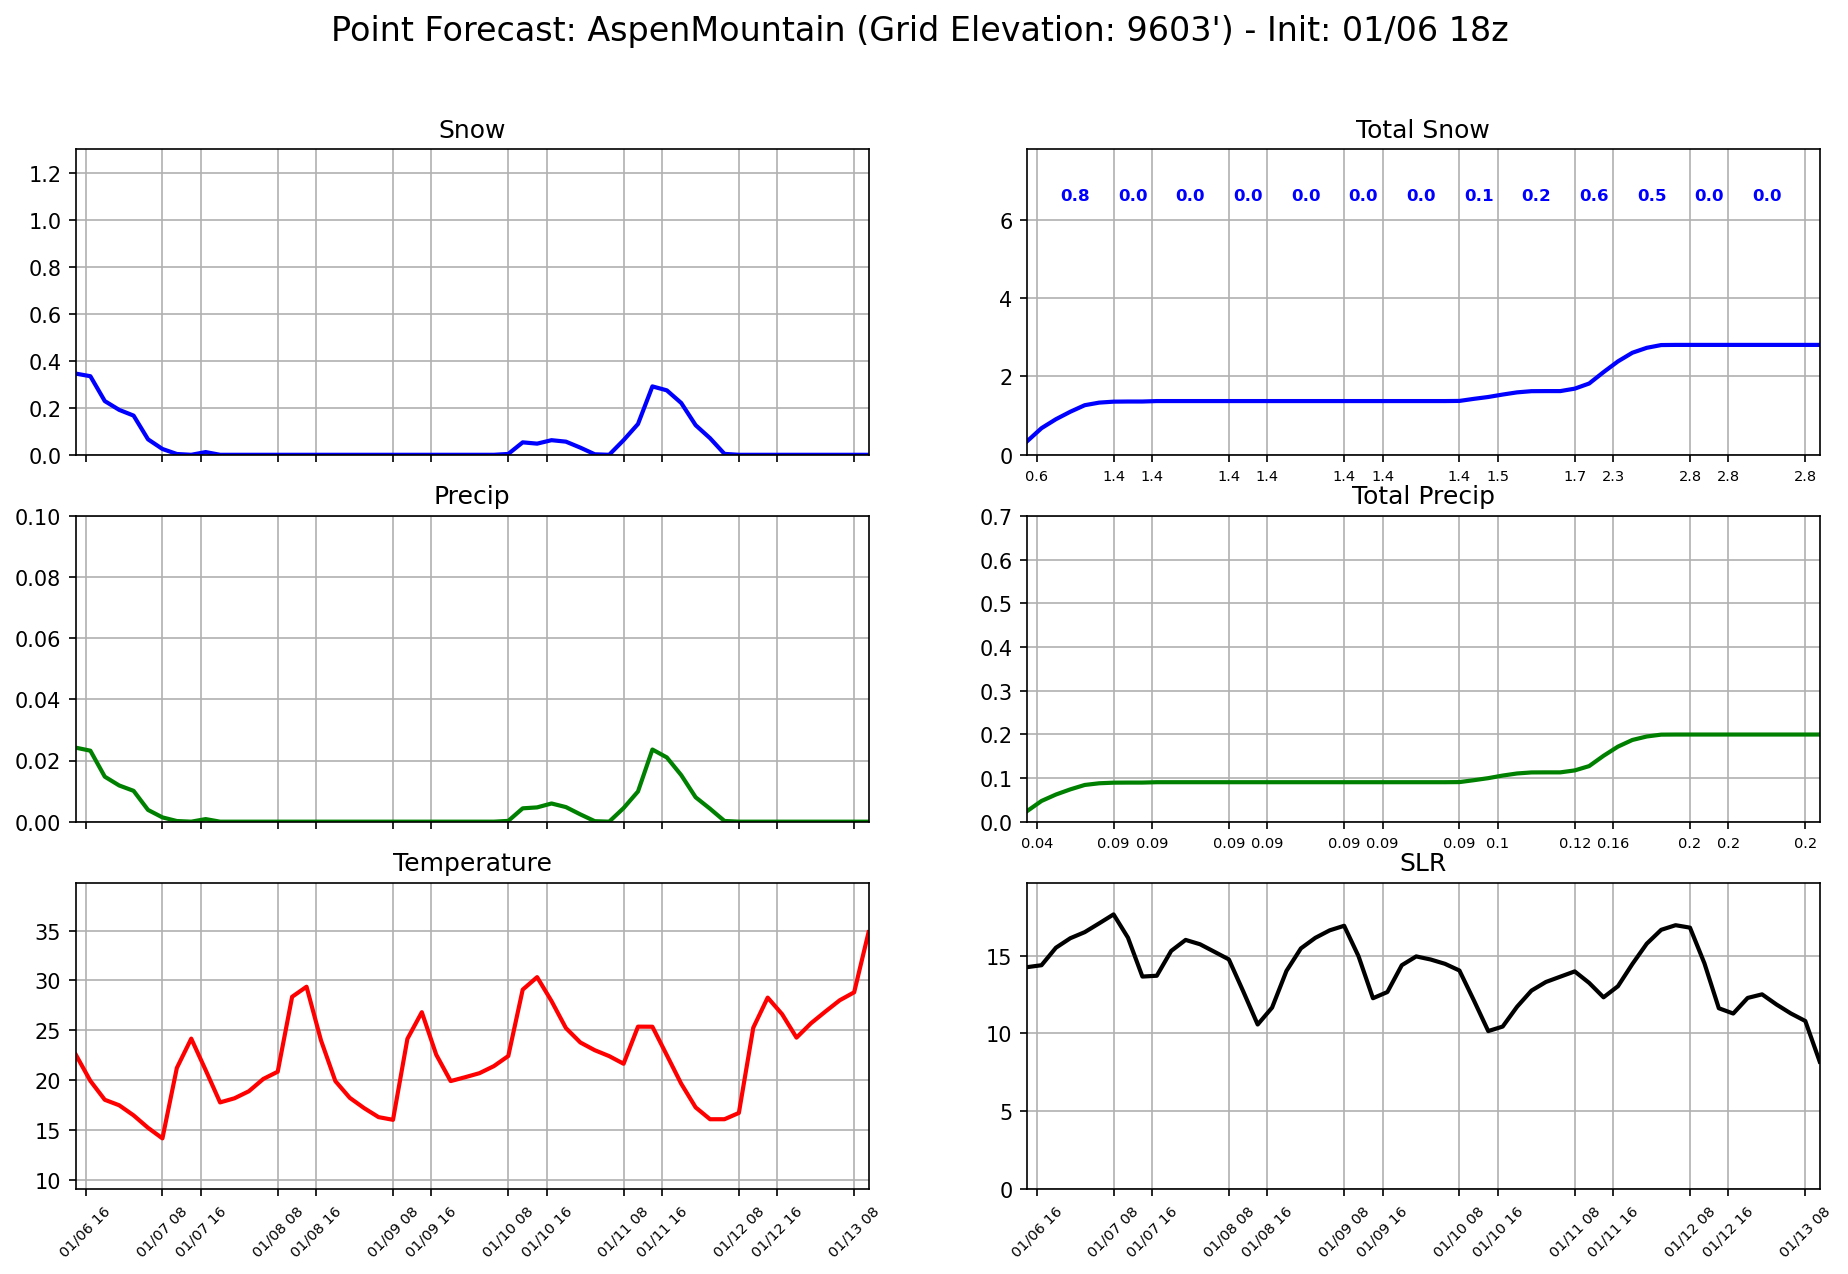 Point Forecast: AspenMountain (Grid Elevation: 9603') - Init: 01/06 18z
Snow
1.2
1.0
0.8
0.6
0.4
0.2
0.0
Total Snow
0.8 0.0 0.0 0.0 0.0 0.0 0.0 0.1 0.2 0.6 0.5 0.0 0.0
6
4
2
0
0.6 1.4 1.4 1.4 1.4 1.4 1.4 1.4 1.5 1.7 2.3 2.8 2.8 2.8
Precip
0.10
0.08
0.06
0.04
0.02
0.00
Total Precip
0.7
0.6
0.5
0.4
0.3
0.2
0.1
0.0
0.04 0.09 0.09 0.09 0.09 0.09 0.09 0.09 0.1 0.12 0.16 0.2 0.2 0.2
Temperature
35
30
25
20
15
10
01/06 16 01/07 08 01/07 16 01/08 08 01/08 16 01/09 08 01/09 16 01/10 08 01/10 16 01/11 08 01/11 16 01/12 08 01/12 16 01/13 08
SLR
15
10
5
0
01/06 16 01/07 08 01/07 16 01/08 08 01/08 16 01/09 08 01/09 16 01/10 08 01/10 16 01/11 08 01/11 16 01/12 08 01/12 16 01/13 08